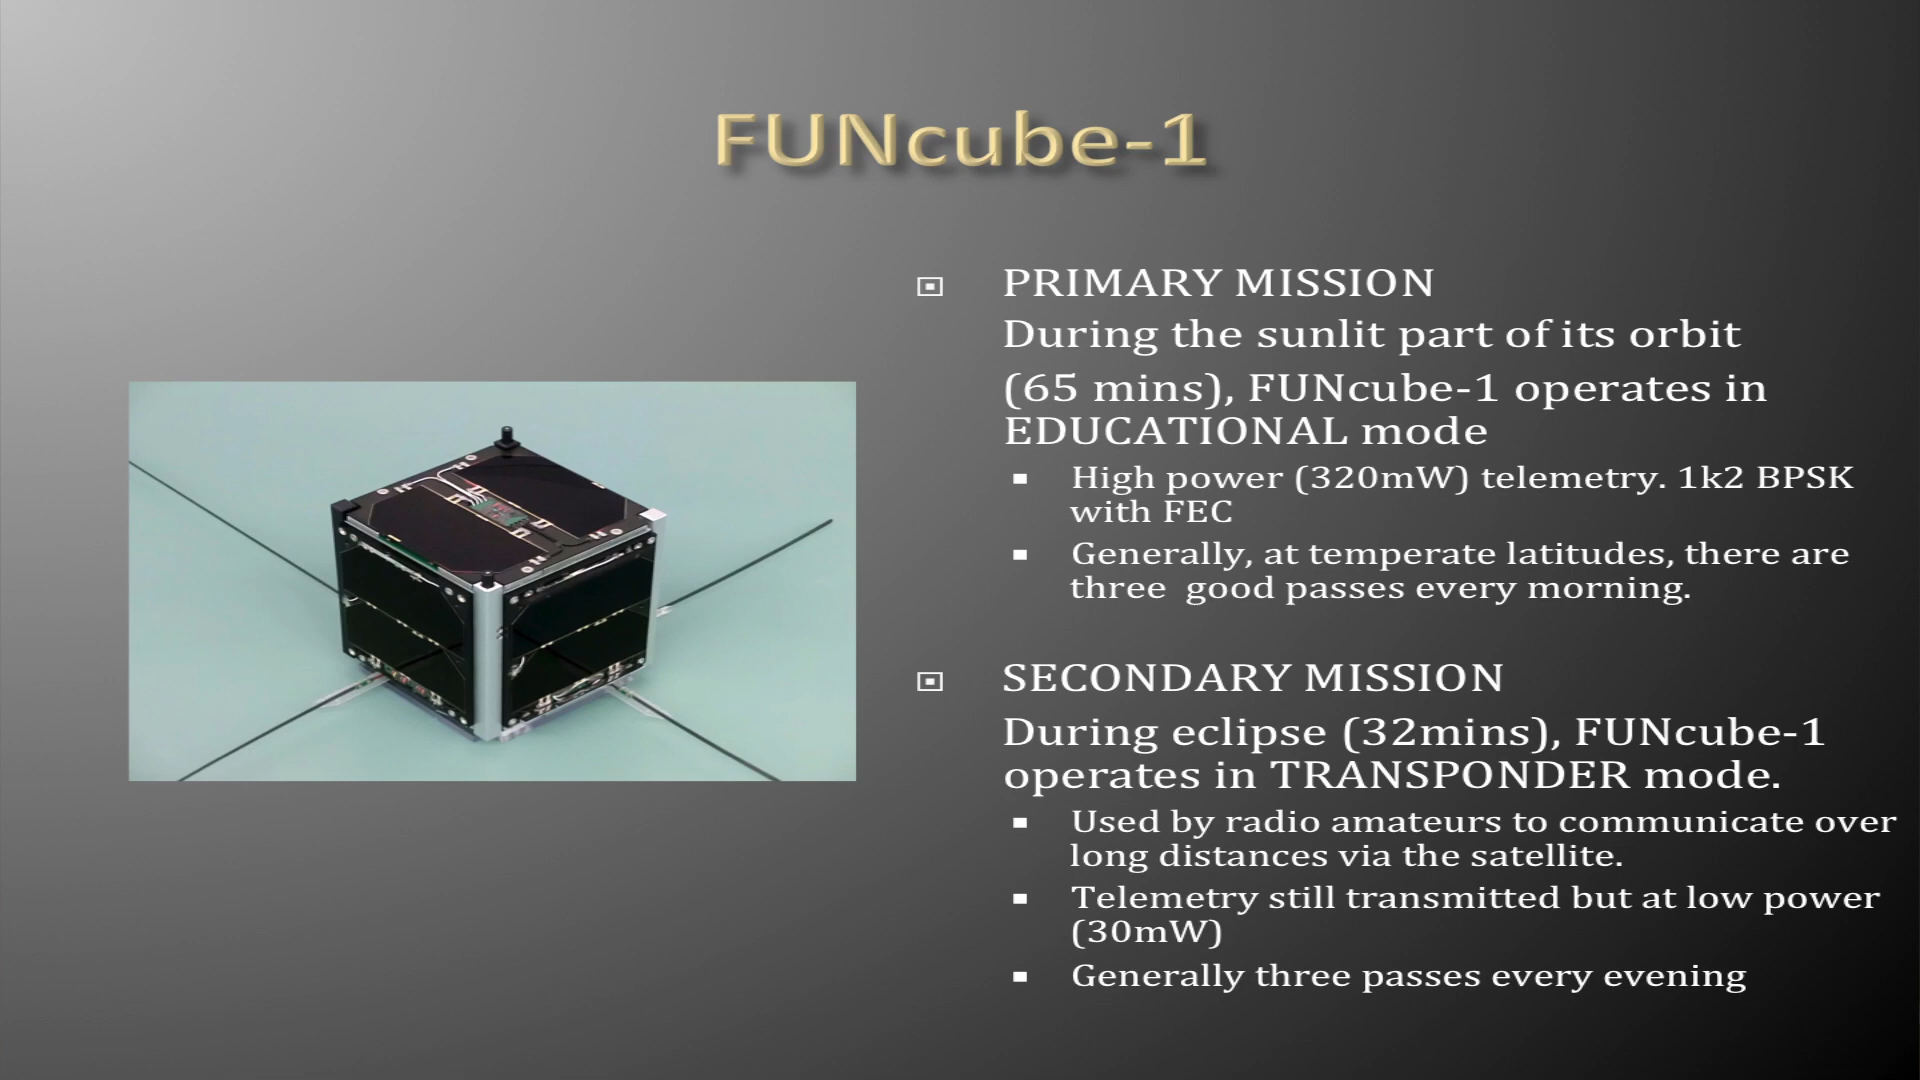 FUNcube-1
PRIMARY MISSION
During the sunlit part of its orbit
(65 mins), FUNcube-1 operates in
EDUCATIONAL mode
High power (320mW) telemetry. 1k2 BPSK
with FEC
Generally, at temperate latitudes, there are
three  good passes every morning.
SECONDARY MISSION
During eclipse (32mins), FUNcube-1
operates in TRANSPONDER mode.
Used by radio amateurs to communicate over
long distances via the satellite.
Telemetry still transmitted but at low power
(30mW)
Generally three passes every evening